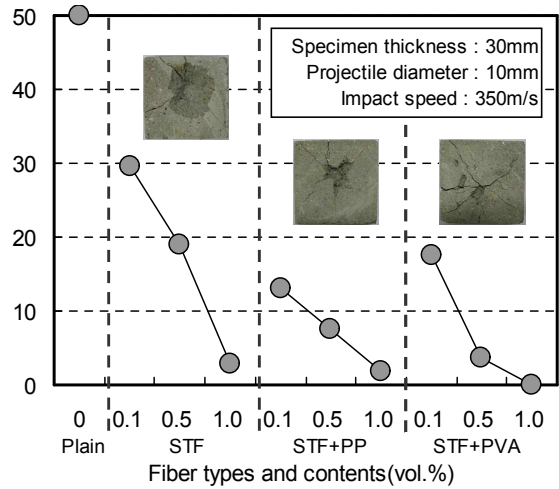 50
40
30
20
10
0
Specimen thickness : 30mm
Projectile diameter : 10mm
Impact speed : 350m/s
0 0.1 0.5 1.0 0.1 0.5 1.0 0.1 0.5 1.0
Plain STF STF+PP STF+PVA
Fiber types and contents(vol.%)